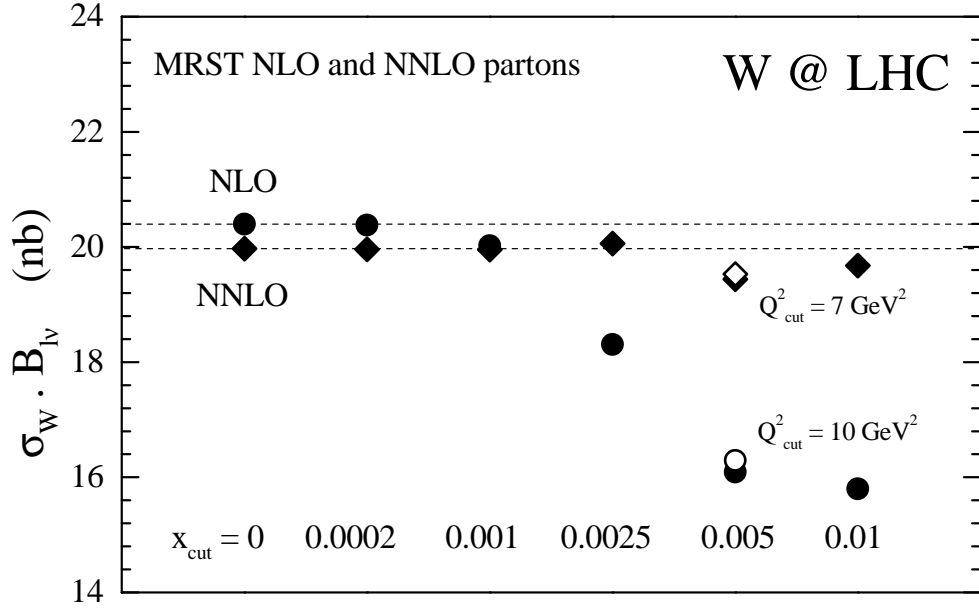 MRST NLO and NNLO partons
W @ LHC
NLO
NNLO
Q²cut = 7 GeV²
Q²cut = 10 GeV²
xcut = 0 0.0002 0.001 0.0025 0.005 0.01
24
22
20
18
16
14
σW · Blν (nb)